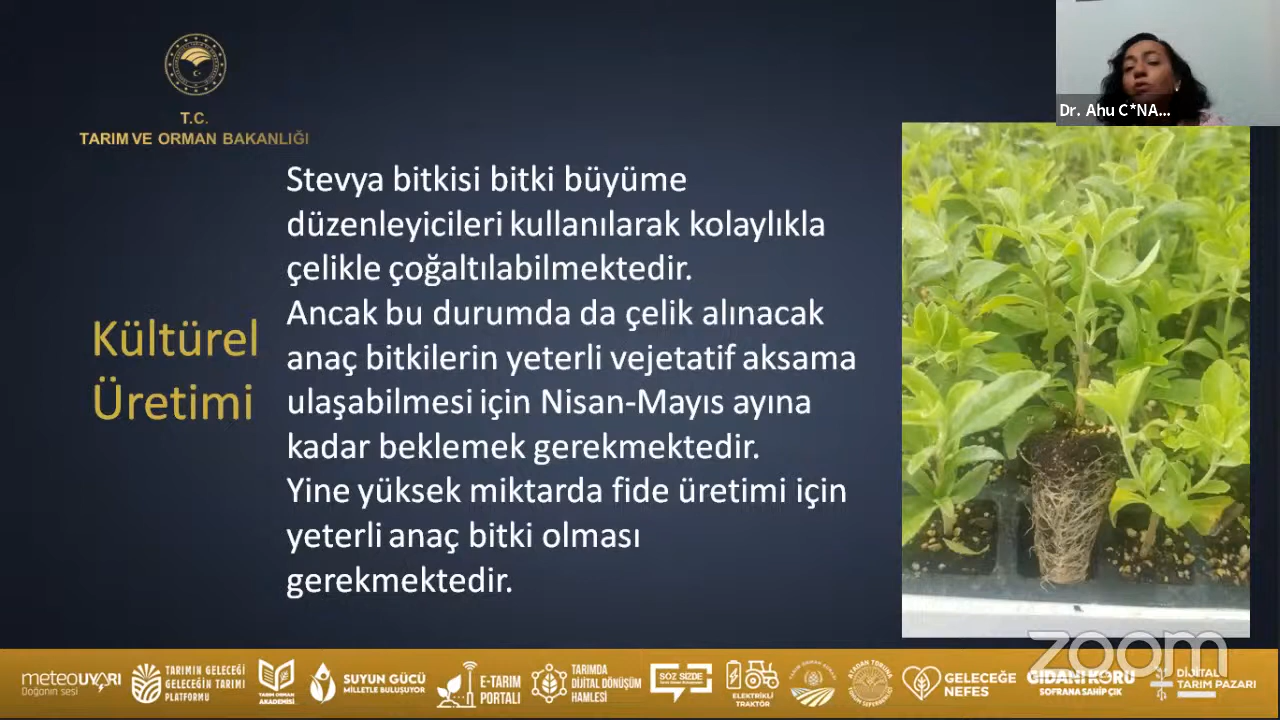 T.C.
TARIM VE ORMAN BAKANLIĞI
Dr. Ahu C*NA...
Kültürel
Üretimi
Stevya bitkisi bitki büyüme
düzenleyicileri kullanılarak kolaylıkla
çelikle çoğaltılabilmektedir.
Ancak bu durumda da çelik alınacak
anaç bitkilerin yeterli vejetatif aksama
ulaşabilmesi için Nisan-Mayıs ayına
kadar beklemek gerekmektedir.
Yine yüksek miktarda fide üretimi için
yeterli anaç bitki olması
gerekmektedir.
zoom
meteoUYARI
Doğanın sesi
TARIMIN GELECEĞİ
GELECEĞİN TARIMI
PLATFORMU
TARIM ORMAN
AKADEMİSİ
SUYUN GÜCÜ
MİLLETLE BULUŞUYOR
E-TARIM
PORTALI
TARIMDA
DİJİTAL DÖNÜŞÜM
HAMLESİ
SÖZ SİZDE
ELEKTRİKLİ
TRAKTÖR
GELECEĞE
NEFES
GIDANI KORU
SOFRANA SAHİP ÇIK
DİJİTAL
TARIM PAZARI